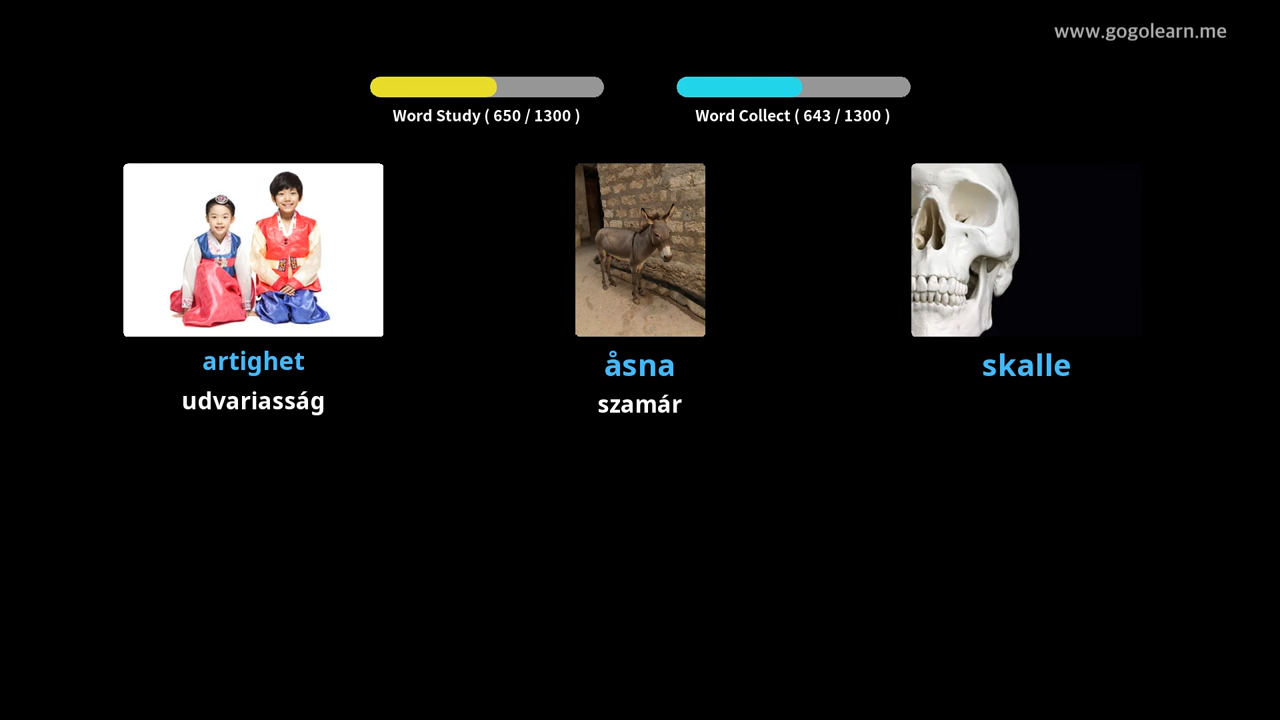 www.gogolearn.me
Word Study ( 650 / 1300 )
Word Collect ( 643 / 1300 )
artighet
udvariasság
åsna
szamár
skalle